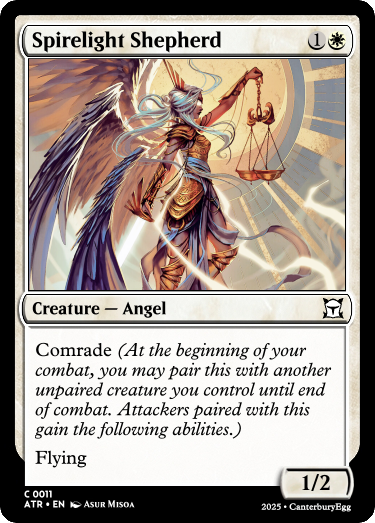 Spirelight Shepherd 1
Creature — Angel
Comrade (At the beginning of your
combat, you may pair this with another
unpaired creature you control until end
of combat. Attackers paired with this
gain the following abilities.)
Flying
1/2
C 0011
ATR • EN Asur Misoa
2025 • CanterburyEgg